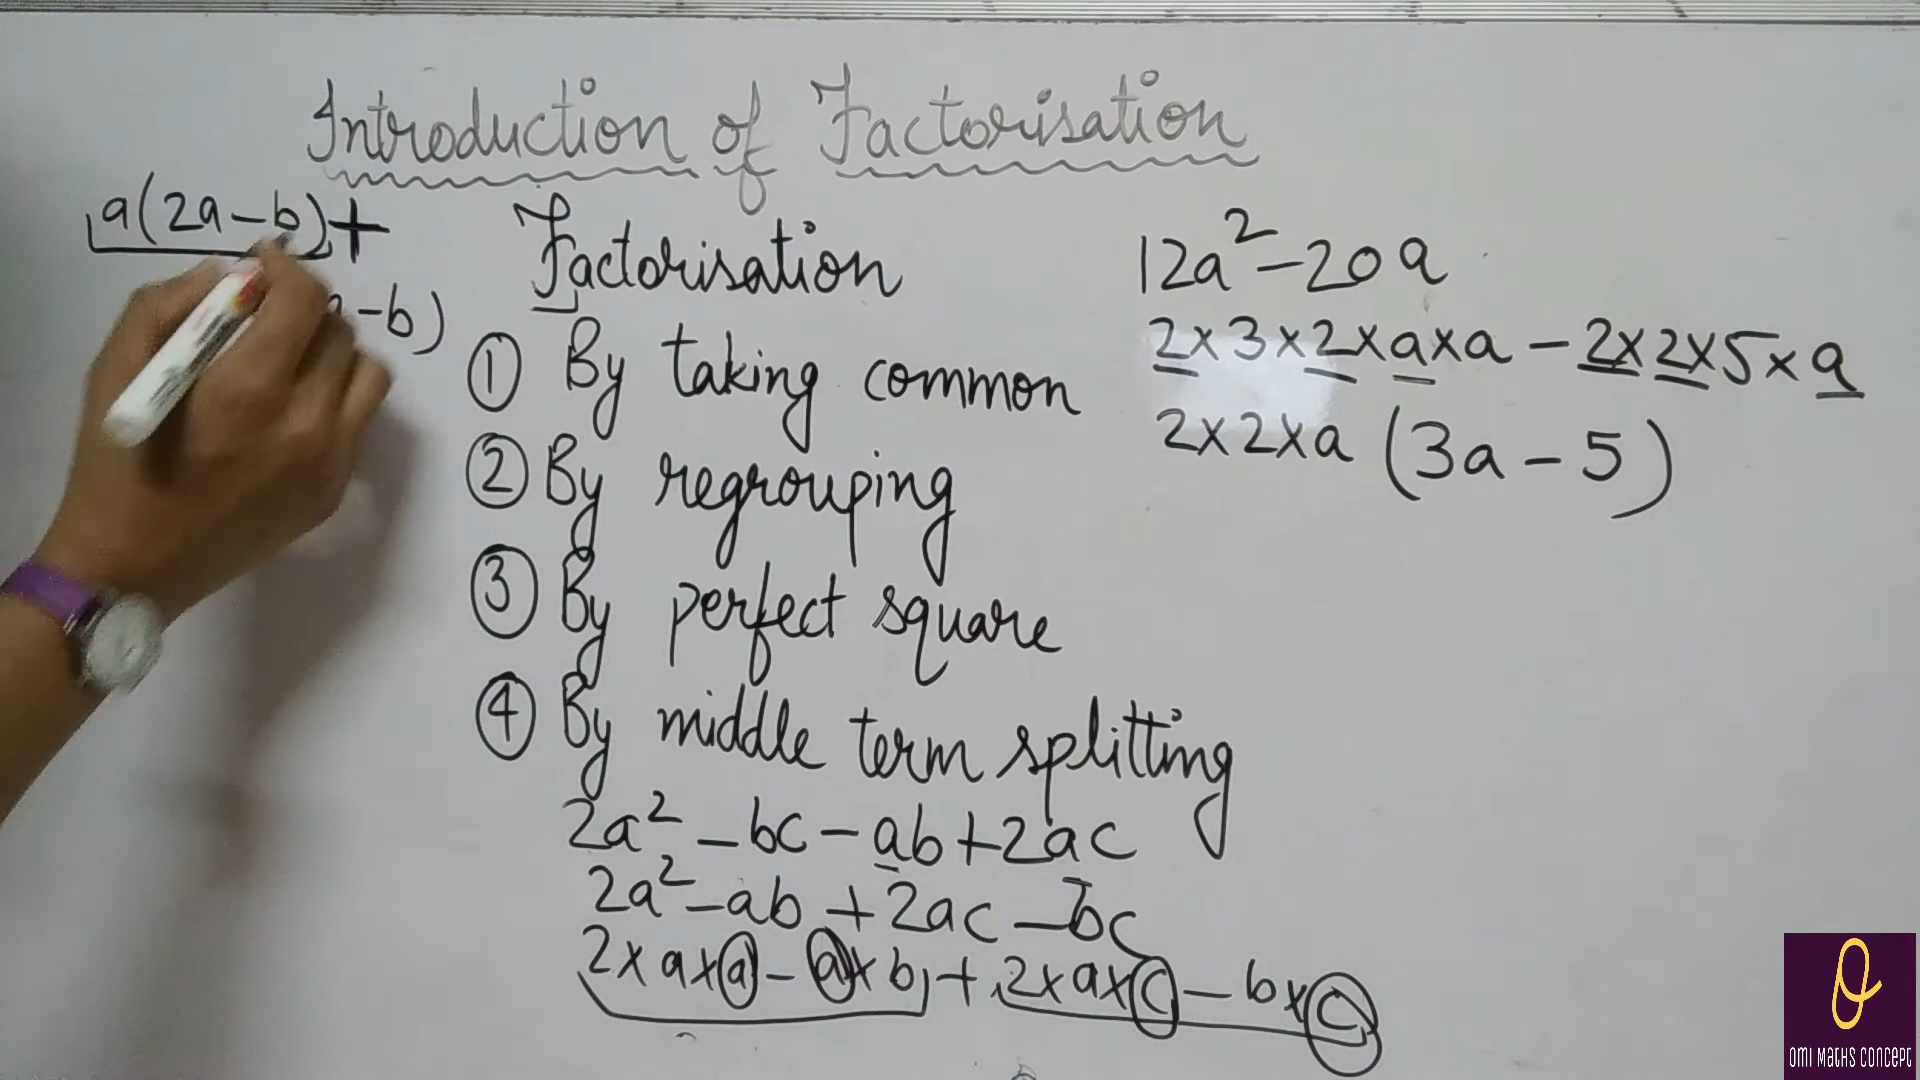 Introduction of Factorisation
a(2a-b)+
-b)
Factorisation
① By taking common
② By regrouping
③ By perfect square
④ By middle term splitting
2a²-bc-ab+2ac
2a²-ab+2ac-bc
2×a×a-a×b+2×a×c-b×c
12a²-20a
2×3×2×a×a-2×2×5×a
2×2×a(3a-5)
OMI MATHS CONCEPT